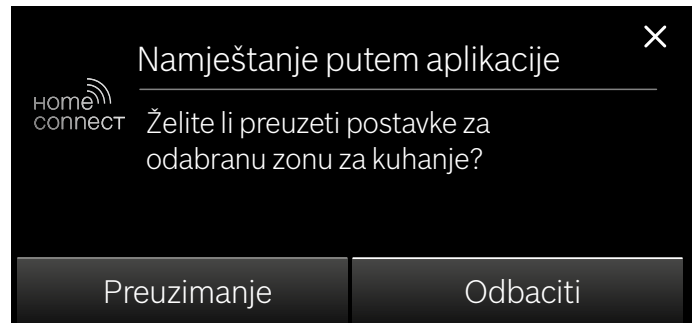 Namještanje putem aplikacije
HOME
CONNECT
Želite li preuzeti postavke za
odabranu zonu za kuhanje?
Preuzimanje
Odbaciti